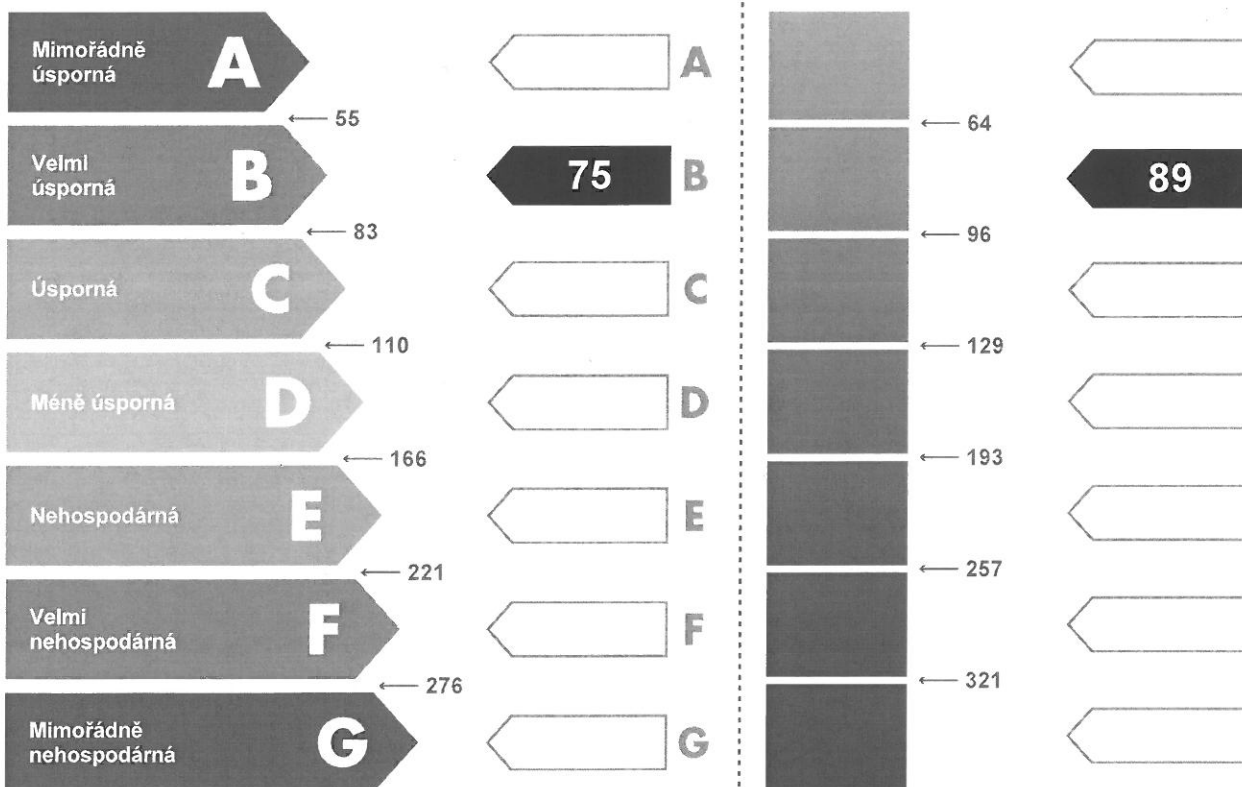 Mimořádně
úsporná
A
A
55
64
Velmi
úsporná
B
75
B
89
83
96
Úsporná
C
C
110
129
Méně úsporná
D
D
166
193
Nehospodárná
E
E
221
257
Velmi
nehospodárná
F
F
276
321
Mimořádně
nehospodárná
G
G